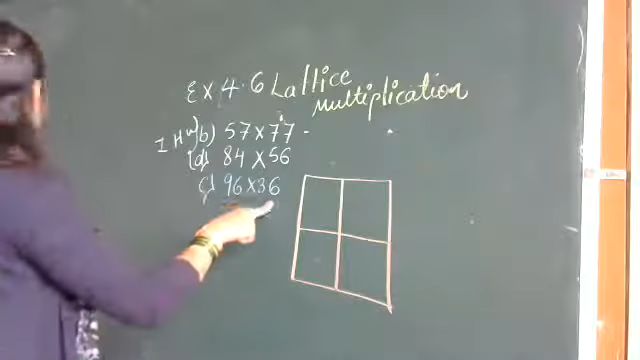 Ex 4.6 Lattice
multiplication
I H.W) b) 57 x 77
(d) 84 x 56
c) 96 x 36